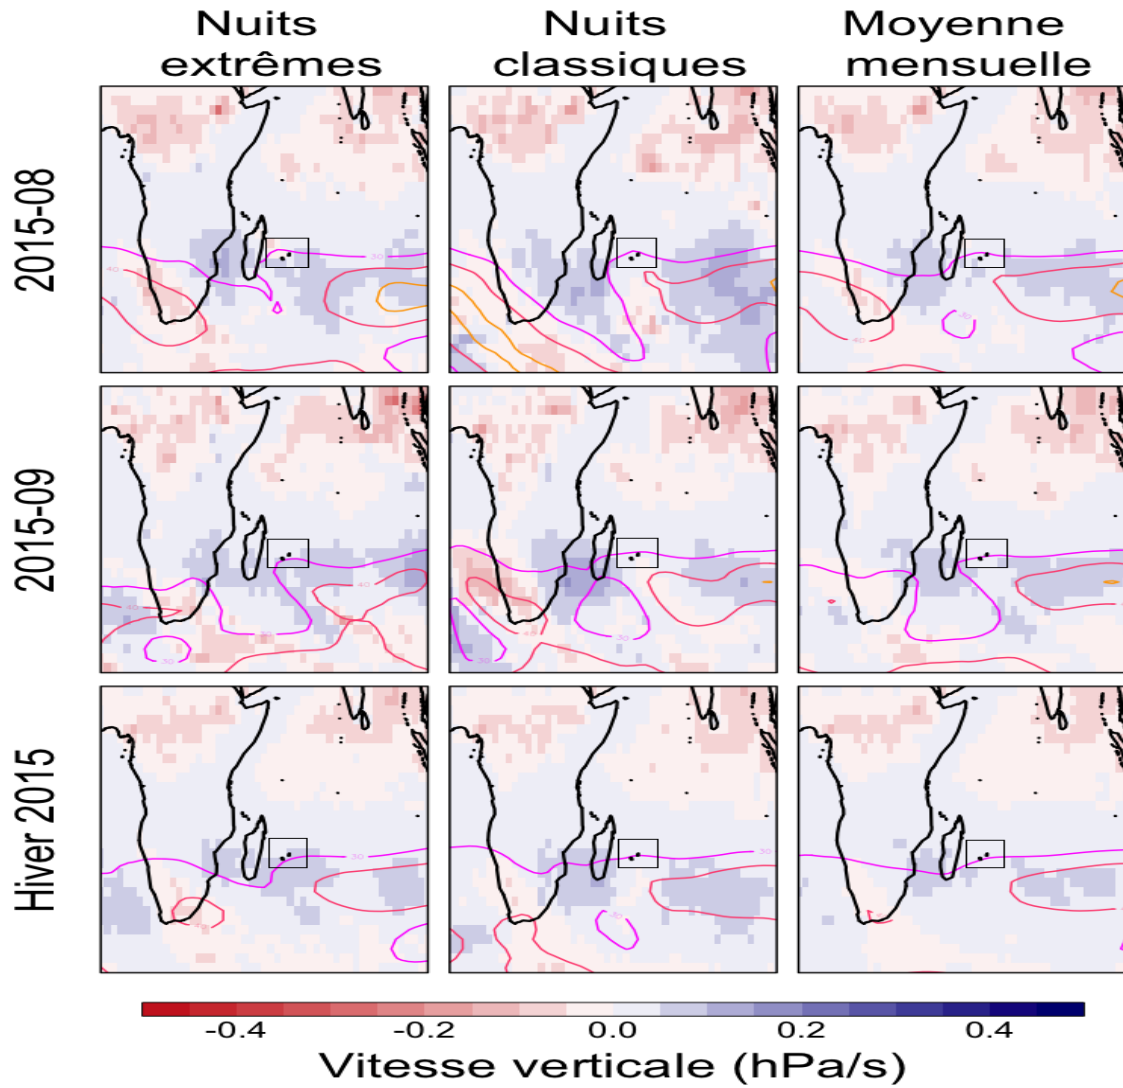 Nuits
extrêmes
Nuits
classiques
Moyenne
mensuelle
2015-08
2015-09
Hiver 2015
-0.4
-0.2
0.0
0.2
0.4
Vitesse verticale (hPa/s)